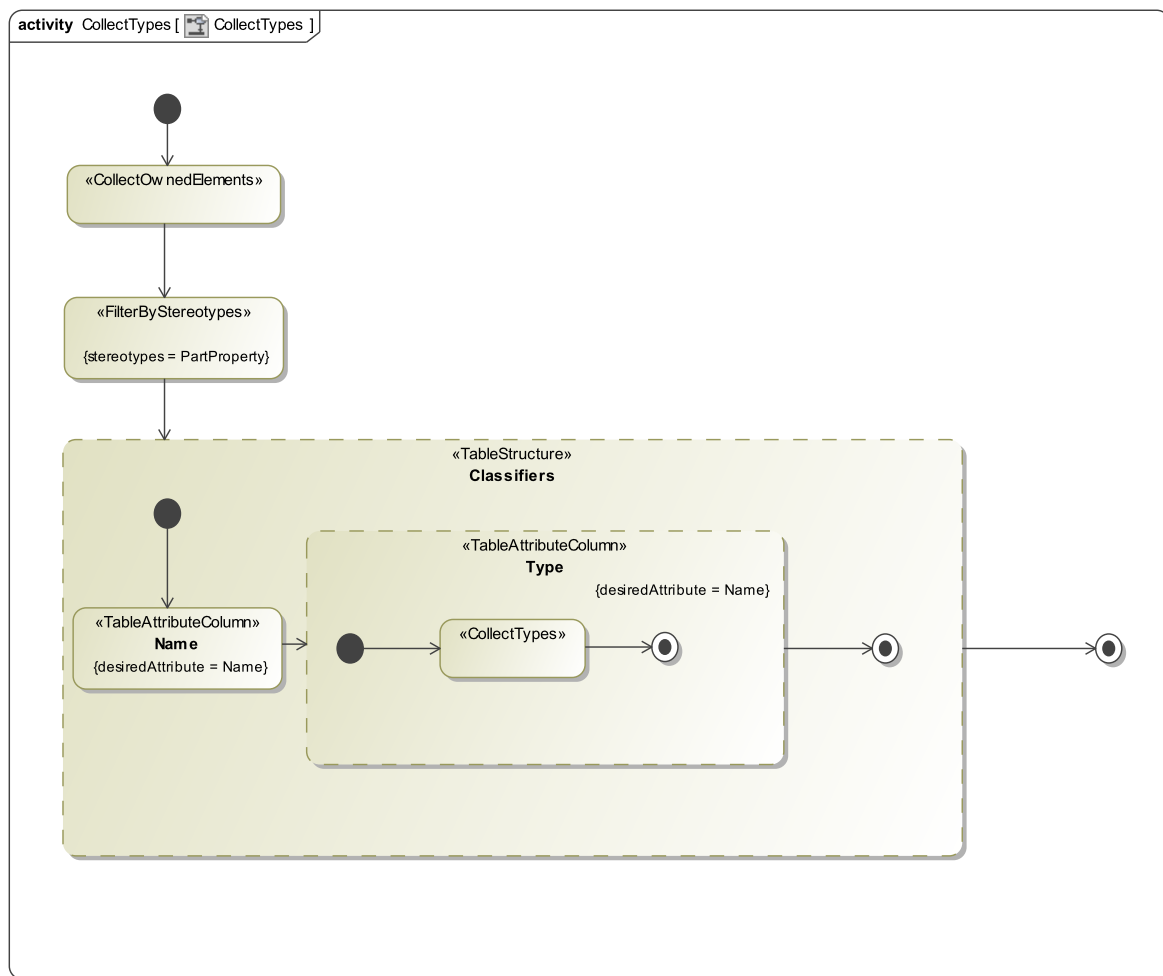 activity CollectTypes [ CollectTypes ]
«CollectOwnedElements»
«FilterByStereotypes»
{stereotypes = PartProperty}
«TableStructure»
Classifiers
«TableAttributeColumn»
Type
{desiredAttribute = Name}
«TableAttributeColumn»
Name
{desiredAttribute = Name}
«CollectTypes»